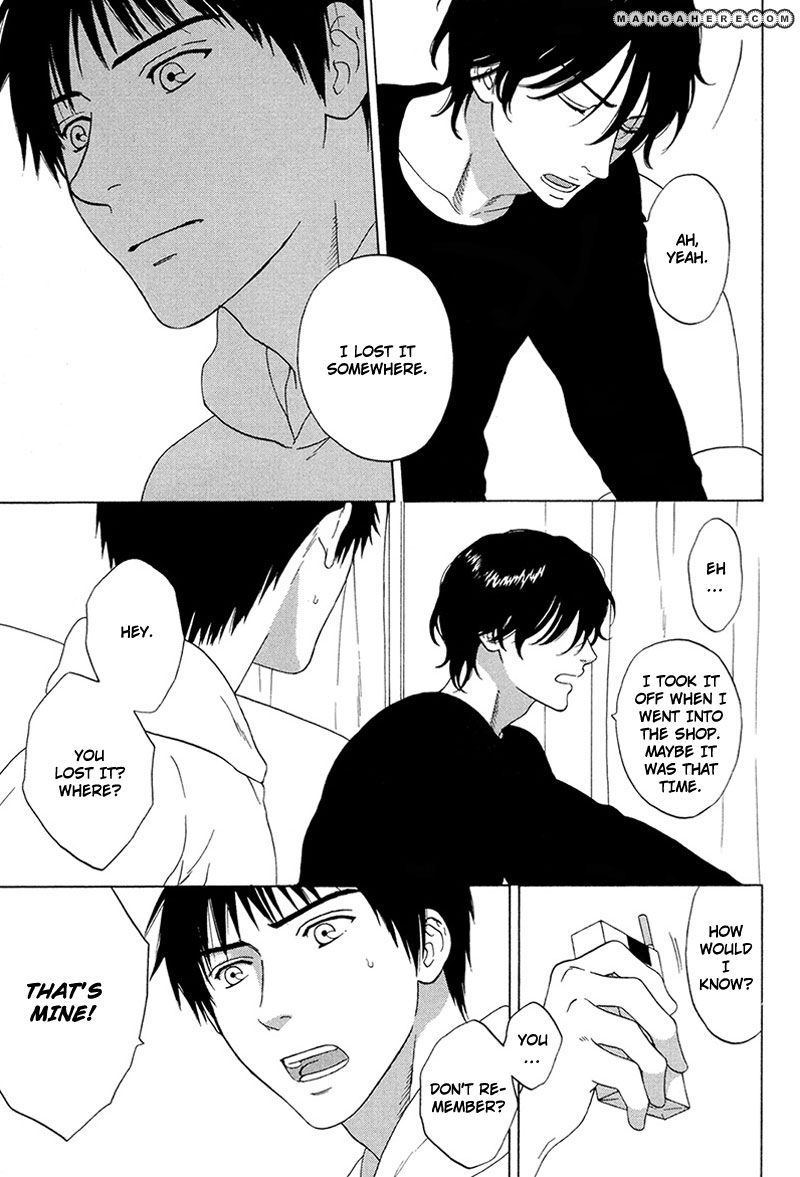 MANGAHERE.COM
AH,
YEAH.
I LOST IT
SOMEWHERE.
EH
...
I TOOK IT
OFF WHEN I
WENT INTO
THE SHOP.
MAYBE IT
WAS THAT
TIME.
HEY.
YOU
LOST IT?
WHERE?
HOW
WOULD
I
KNOW?
YOU
...
DON'T RE-
MEMBER?
THAT'S
MINE!